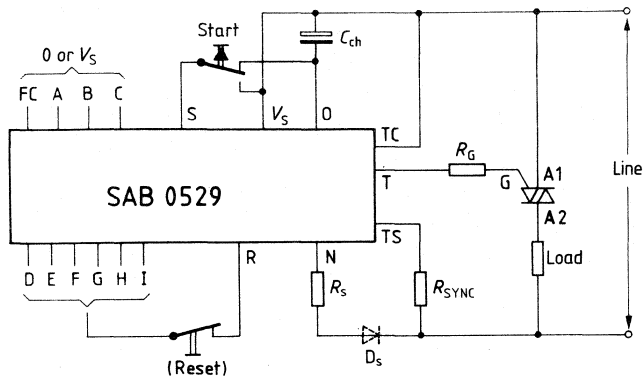 Start
C_ch
0 or V_S
FC A B C
S V_S 0
TC
R_G
A1
T
G
Line
SAB 0529
A2
TS
N
R
Load
D E F G H I
R_s
R_SYNC
D_s
(Reset)